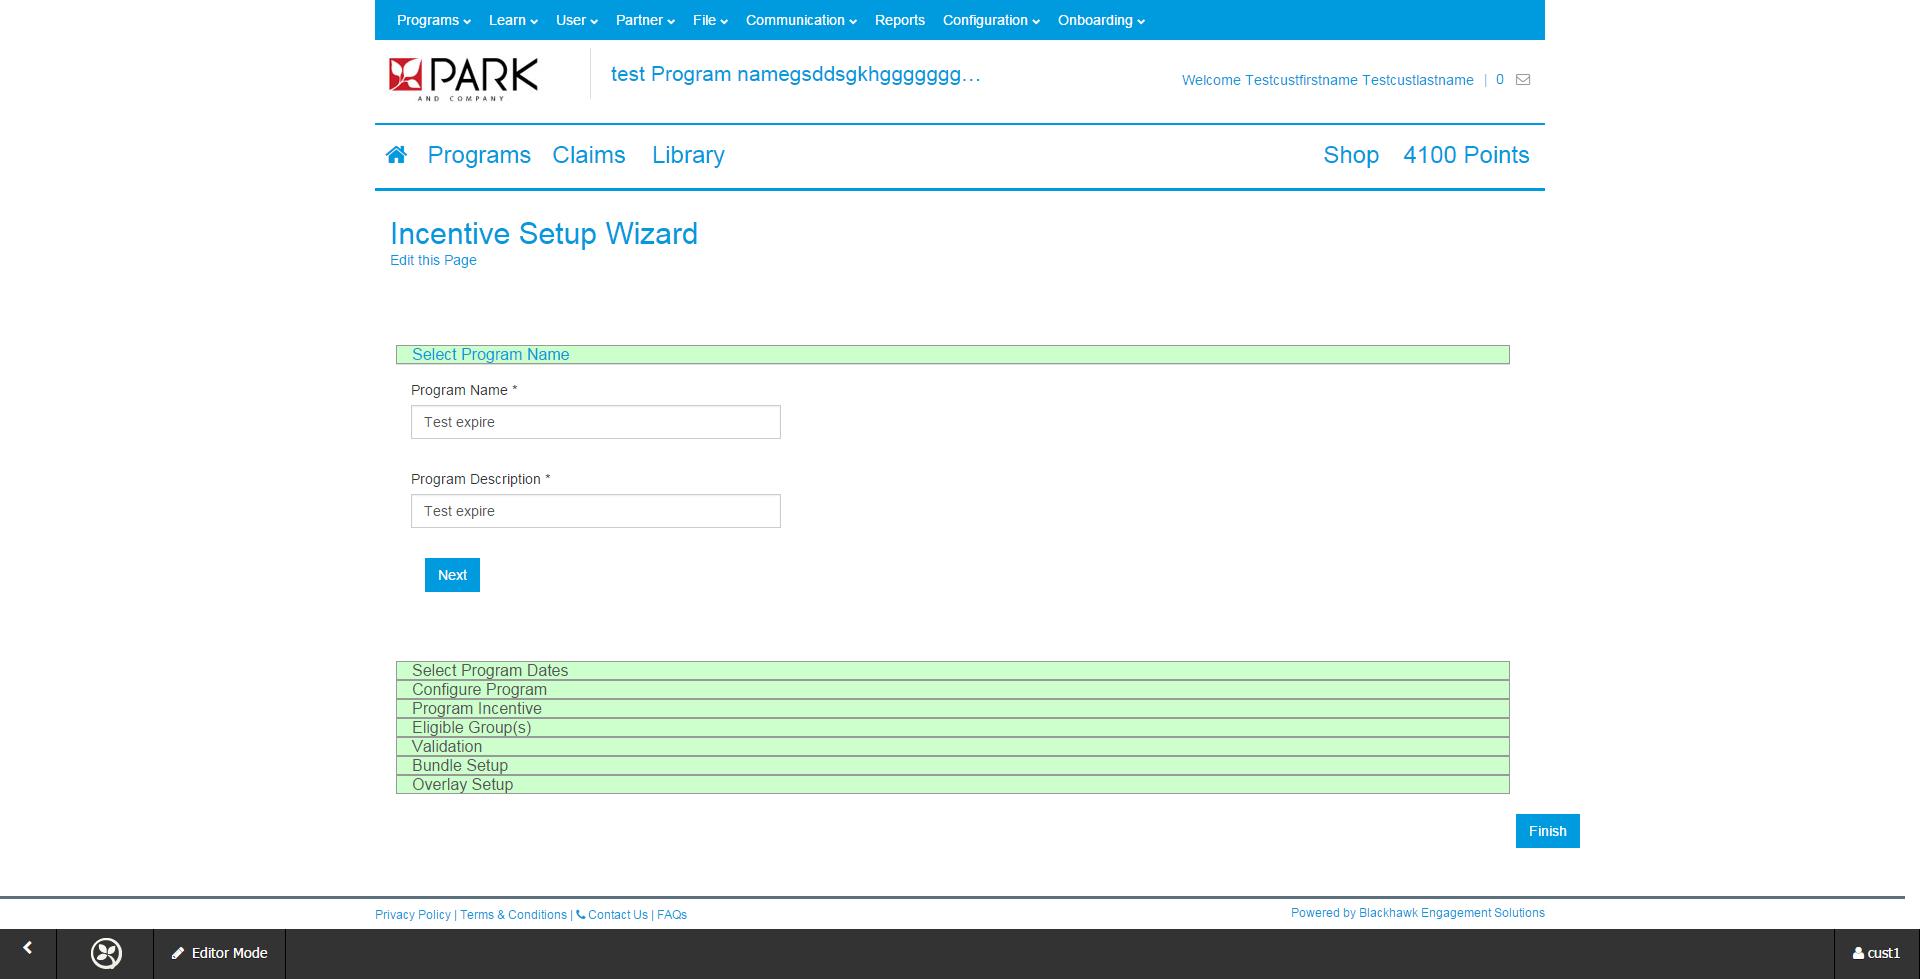 Programs Learn User Partner File Communication Reports Configuration Onboarding
PARK
AND COMPANY
test Program namegsddsgkhggggggg...
Welcome Testcustfirstname Testcustlastname | 0
Programs Claims Library Shop 4100 Points
Incentive Setup Wizard
Edit this Page
Select Program Name
Program Name *
Test expire
Program Description *
Test expire
Next
Select Program Dates
Configure Program
Program Incentive
Eligible Group(s)
Validation
Bundle Setup
Overlay Setup
Finish
Privacy Policy | Terms & Conditions | Contact Us | FAQs
Powered by Blackhawk Engagement Solutions
Editor Mode
cust1